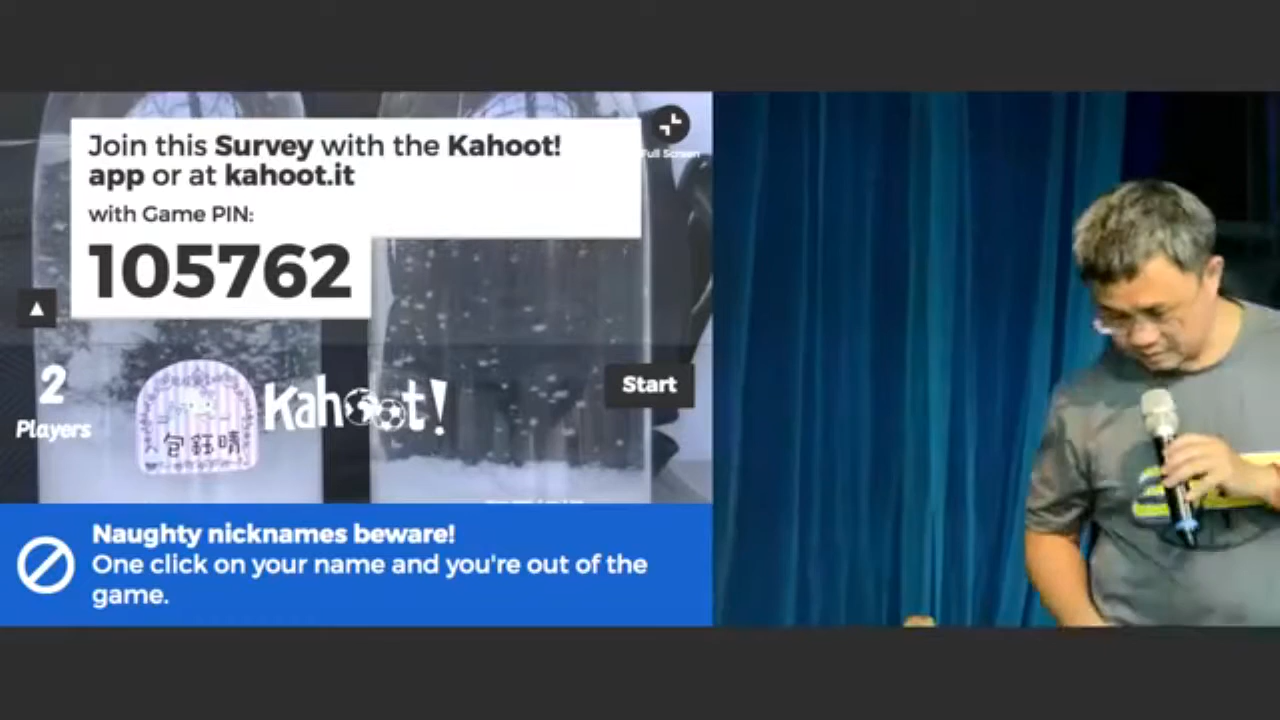 Join this Survey with the Kahoot!
app or at kahoot.it
Full Screen
with Game PIN:
105762
▲
2
Players
Kahoot!
包鈺晴
Start
Naughty nicknames beware!
One click on your name and you're out of the
game.